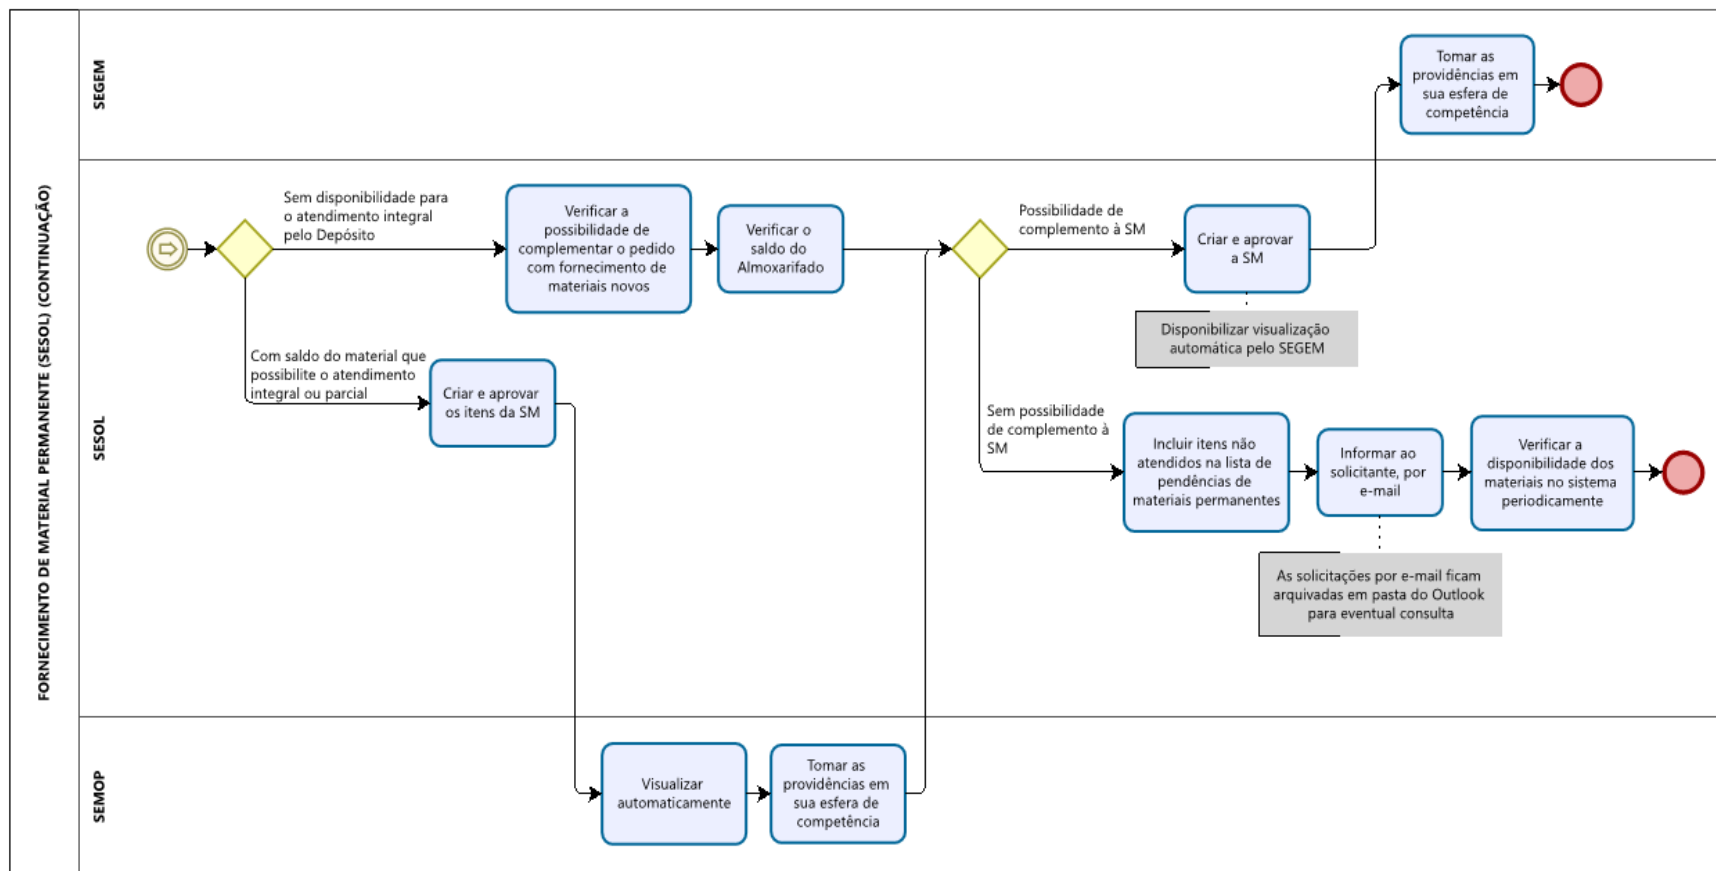 FORNECIMENTO DE MATERIAL PERMANENTE (SESOL) (CONTINUAÇÃO)
SEGEM
Tomar as
providências em
sua esfera de
competência
SESOL
Sem disponibilidade para
o atendimento integral
pelo Depósito
Verificar a
possibilidade de
complementar o pedido
com fornecimento de
materiais novos
Verificar o
saldo do
Almoxarifado
Possibilidade de
complemento à SM
Criar e aprovar
a SM
Disponibilizar visualização
automática pelo SEGEM
Com saldo do material que
possibilite o atendimento
integral ou parcial
Criar e aprovar
os itens da SM
Sem possibilidade
de complemento à
SM
Incluir itens não
atendidos na lista de
pendências de
materiais permanentes
Informar ao
solicitante, por
e-mail
Verificar a
disponibilidade dos
materiais no sistema
periodicamente
As solicitações por e-mail ficam
arquivadas em pasta do Outlook
para eventual consulta
SEMOP
Visualizar
automaticamente
Tomar as
providências em
sua esfera de
competência